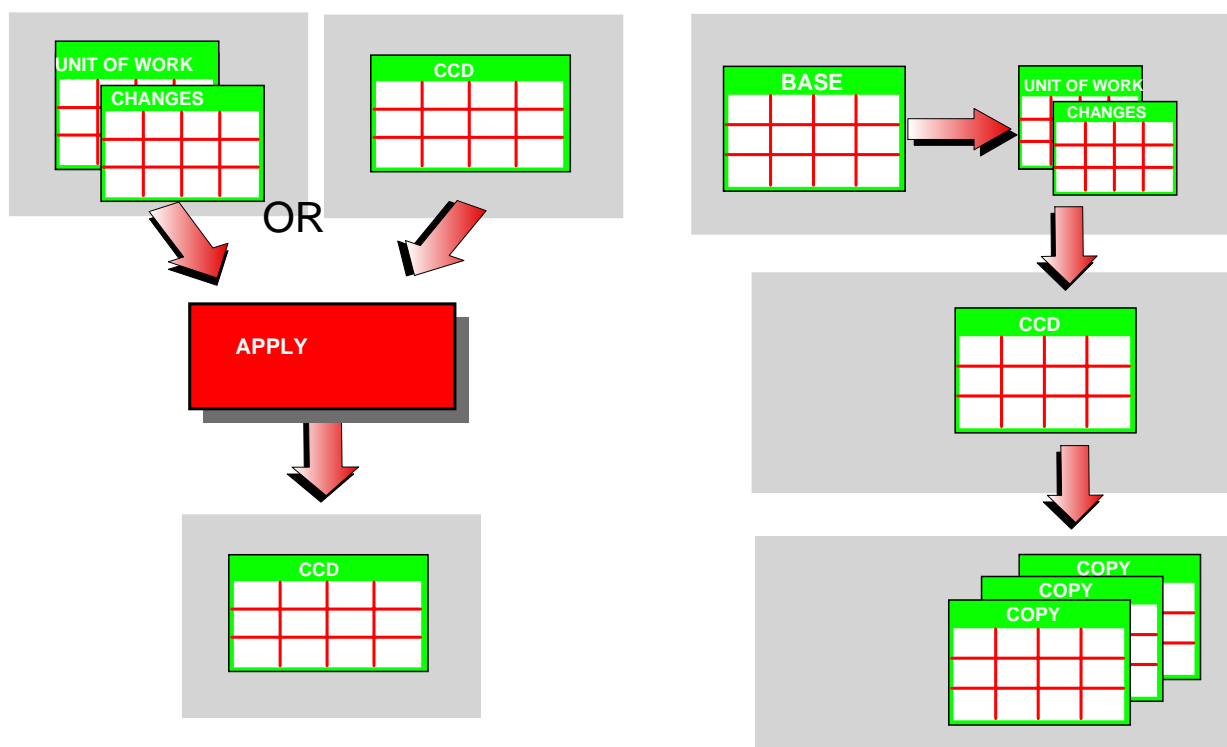 UNIT OF WORK
CHANGES
CCD
OR
APPLY
CCD
BASE
UNIT OF WORK
CHANGES
CCD
COPY
COPY
COPY